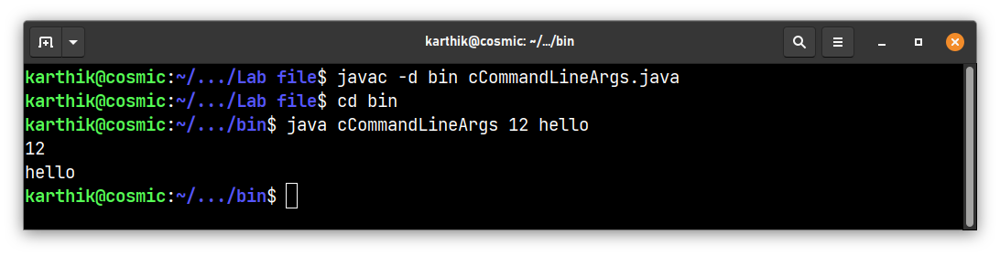 karthik@cosmic: ~/.../bin
karthik@cosmic:~/.../Lab file$ javac -d bin cCommandLineArgs.java
karthik@cosmic:~/.../Lab file$ cd bin
karthik@cosmic:~/.../bin$ java cCommandLineArgs 12 hello
12
hello
karthik@cosmic:~/.../bin$